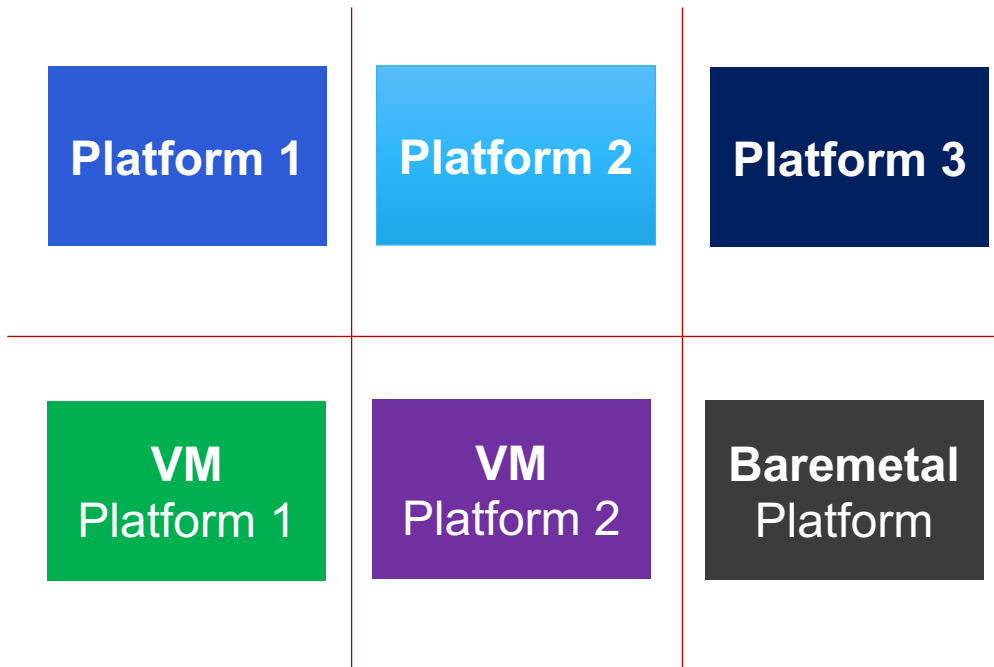 Platform 1
Platform 2
Platform 3
VM
Platform 1
VM
Platform 2
Baremetal
Platform